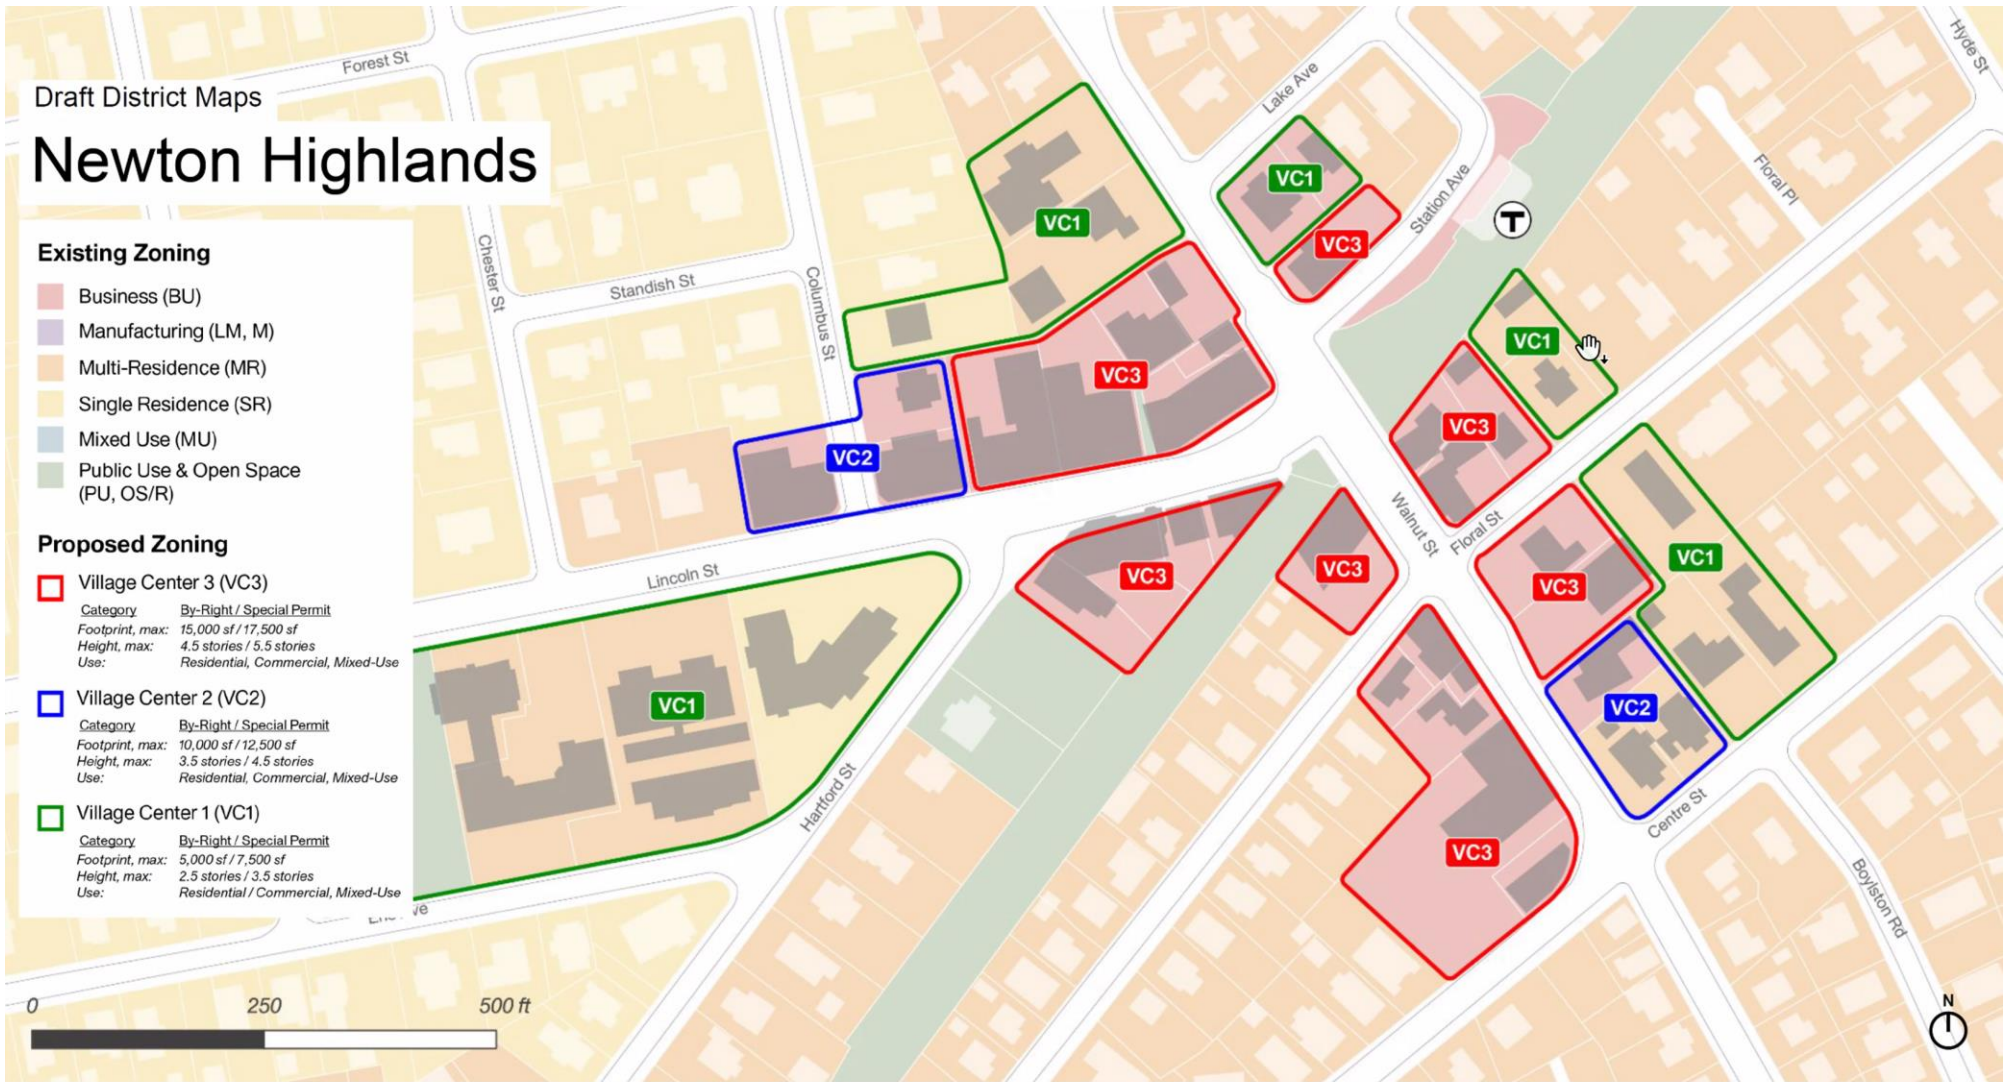 Draft District Maps
Newton Highlands
Existing Zoning
Business (BU)
Manufacturing (LM, M)
Multi-Residence (MR)
Single Residence (SR)
Mixed Use (MU)
Public Use & Open Space
(PU, OS/R)
Proposed Zoning
Village Center 3 (VC3)
Category By-Right / Special Permit
Footprint, max: 15,000 sf / 17,500 sf
Height, max: 4.5 stories / 5.5 stories
Use: Residential, Commercial, Mixed-Use
Village Center 2 (VC2)
Category By-Right / Special Permit
Footprint, max: 10,000 sf / 12,500 sf
Height, max: 3.5 stories / 4.5 stories
Use: Residential, Commercial, Mixed-Use
Village Center 1 (VC1)
Category By-Right / Special Permit
Footprint, max: 5,000 sf / 7,500 sf
Height, max: 2.5 stories / 3.5 stories
Use: Residential / Commercial, Mixed-Use
0 250 500 ft
Forest St
Chester St
Standish St
Columbus St
Lincoln St
Hartford St
Lake Ave
Station Ave
Walnut St
Floral St
Floral Pl
Hyde St
Centre St
Boylston Rd
VC1
VC1
VC3
VC3
VC1
VC3
VC2
VC3
VC3
VC3
VC1
VC1
VC3
VC2
VC3
T
N